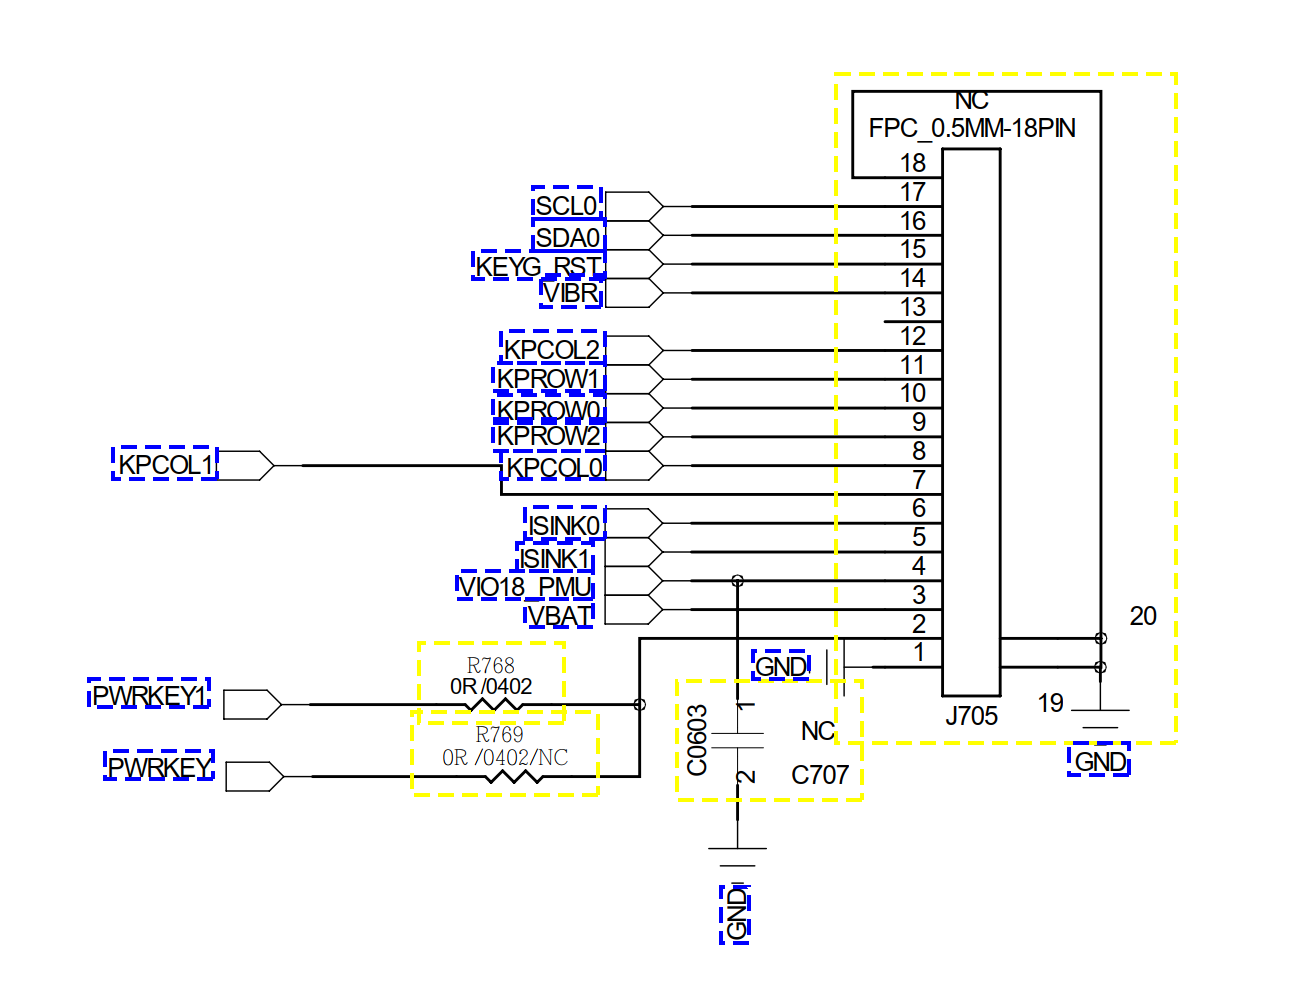 NC
FPC_0.5MM-18PIN
18
17
SCL0
16
SDA0
15
KEYG_RST
14
VIBR
13
12
KPCOL2
11
KPROW1
10
KPROW0
9
KPROW2
8
KPCOL1
KPCOL0
7
6
ISINK0
5
ISINK1
4
VIO18_PMU
3
VBAT
2
20
1
GND
R768
0R/0402
PWRKEY1
19
J705
R769
0R /0402/NC
PWRKEY
C0603
1
2
NC
C707
GND
GND